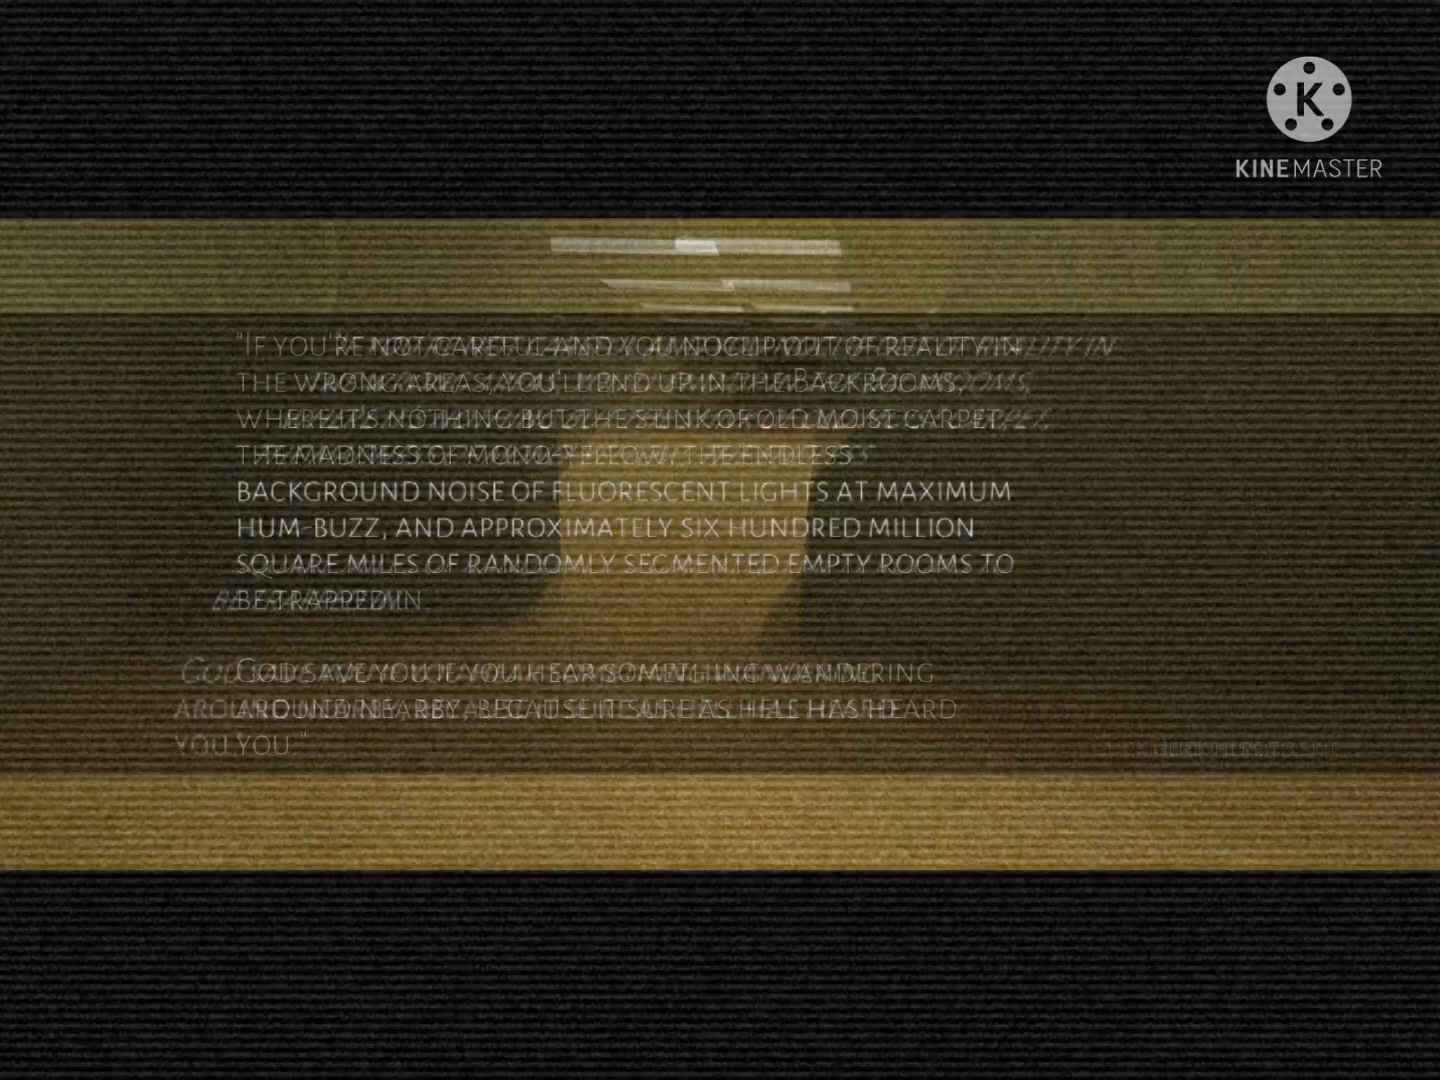 KINEMASTER
"IF YOU'RE NOT CAREFUL AND YOU NOCLIP OUT OF REALITY IN
THE WRONG AREAS, YOU'LL END UP IN THE BACKROOMS,
WHERE IT'S NOTHING BUT THE STINK OF OLD MOIST CARPET,
THE MADNESS OF MONO-YELLOW, THE ENDLESS
BACKGROUND NOISE OF FLUORESCENT LIGHTS AT MAXIMUM
HUM-BUZZ, AND APPROXIMATELY SIX HUNDRED MILLION
SQUARE MILES OF RANDOMLY SEGMENTED EMPTY ROOMS TO
BE TRAPPED IN.
GOD SAVE YOU IF YOU HEAR SOMETHING WANDERING
AROUND NEARBY, BECAUSE IT SURE AS HELL HAS HEARD
YOU."